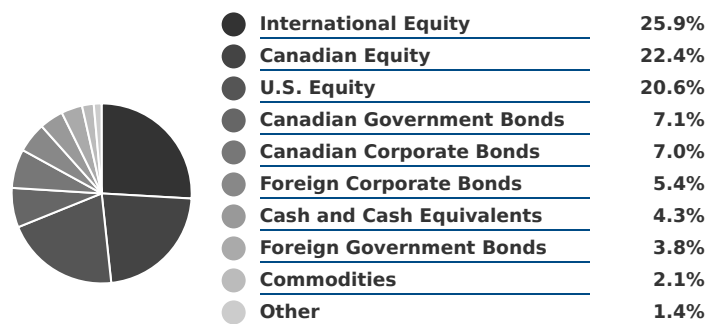 International Equity 25.9%
Canadian Equity 22.4%
U.S. Equity 20.6%
Canadian Government Bonds 7.1%
Canadian Corporate Bonds 7.0%
Foreign Corporate Bonds 5.4%
Cash and Cash Equivalents 4.3%
Foreign Government Bonds 3.8%
Commodities 2.1%
Other 1.4%